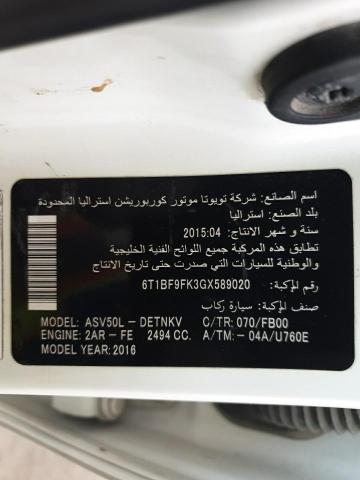 اسم الصانع: شركة تويوتا موتور كوربوريشن استراليا المحدودة
بلد الصانع: استراليا
سنة و شهر الانتاج: 2015:04
تطابق هذه المركبة جميع اللوائح الفنية الخليجية
والوطنية للسيارات التي صدرت حتى تاريخ الانتاج
رقم المركبة: 6T1BF9FK3GX589020
صنف المركبة: سيارة ركاب
MODEL: ASV50L – DETNKV C/TR: 070/FB00
ENGINE: 2AR – FE 2494 CC. A/TM: – 04A/U760E
MODEL YEAR: 2016